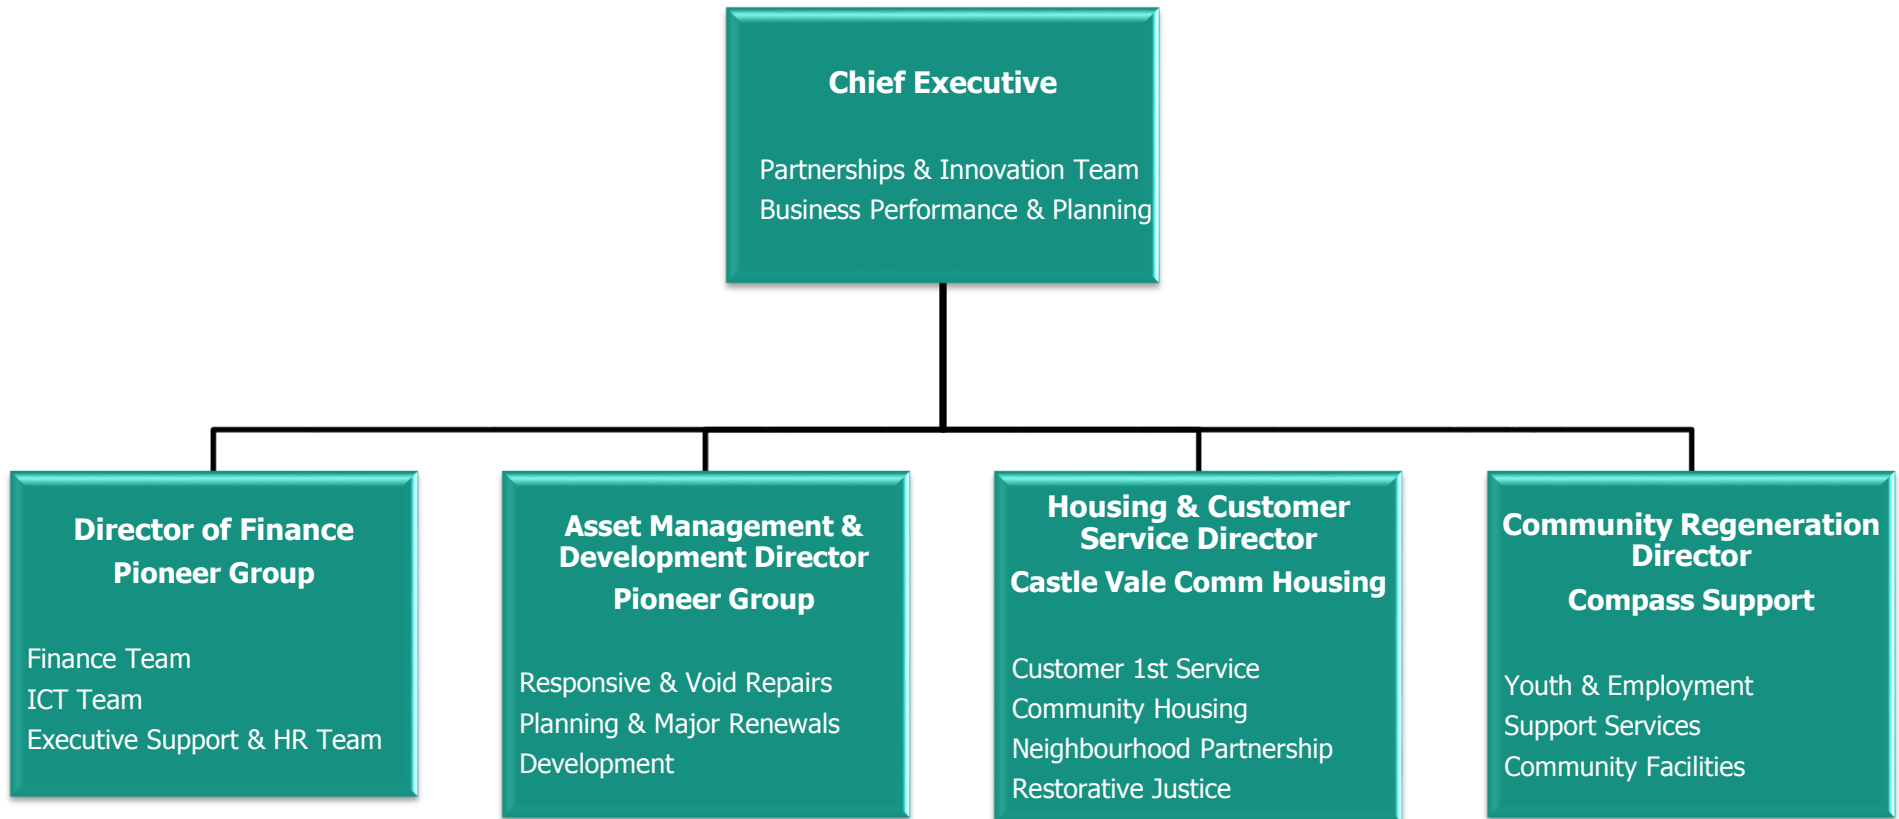 Chief Executive
Partnerships & Innovation Team
Business Performance & Planning
Director of Finance
Pioneer Group
Finance Team
ICT Team
Executive Support & HR Team
Asset Management &
Development Director
Pioneer Group
Responsive & Void Repairs
Planning & Major Renewals
Development
Housing & Customer
Service Director
Castle Vale Comm Housing
Customer 1st Service
Community Housing
Neighbourhood Partnership
Restorative Justice
Community Regeneration
Director
Compass Support
Youth & Employment
Support Services
Community Facilities